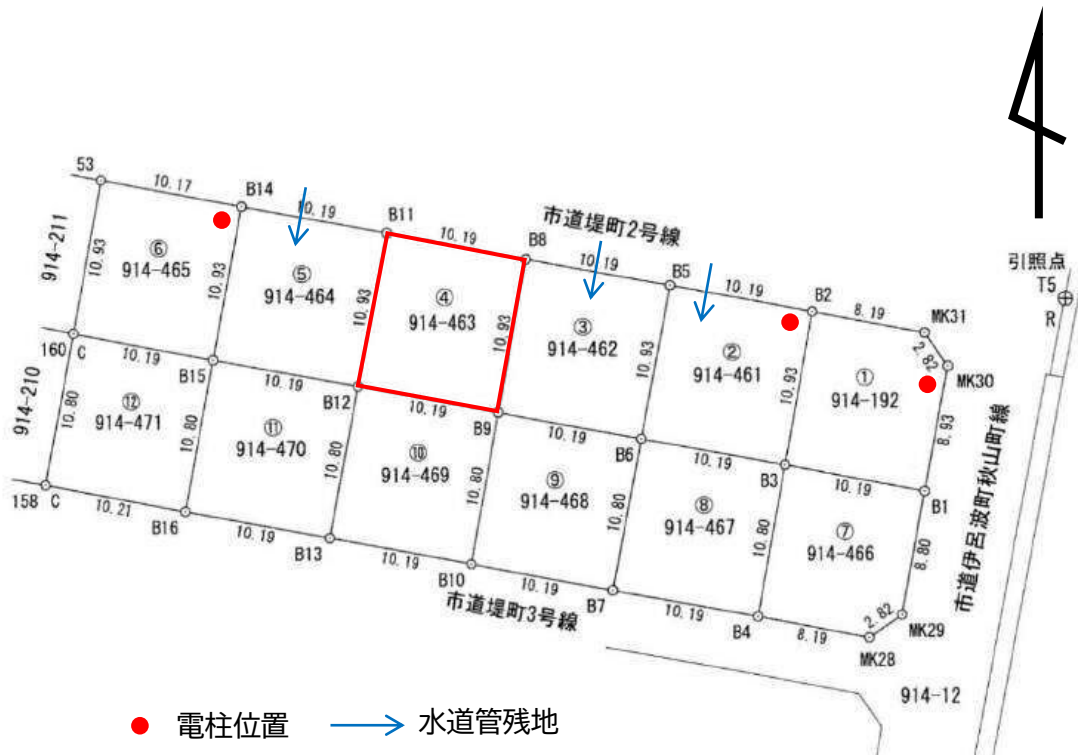 53
10.17
B14
10.19
B11
10.19
B8
市道堤町2号線
10.19
B5
10.19
B2
8.19
MK31
2.82
MK30
引照点
T5
R
914-211
10.93
⑥
914-465
10.93
⑤
914-464
10.93
④
914-463
10.93
③
914-462
10.93
②
914-461
10.93
①
914-192
8.93
市道伊呂波町秋山町線
160
C
10.19
B15
10.19
B12
10.19
B9
10.19
B6
10.19
B3
B1
914-210
10.80
⑫
914-471
10.80
⑪
914-470
10.80
⑩
914-469
10.80
⑨
914-468
10.80
⑧
914-467
10.80
⑦
914-466
8.80
158
C
10.21
B16
10.19
B13
10.19
B10
10.19
B7
10.19
B4
8.19
MK28
2.82
MK29
市道堤町3号線
914-12
電柱位置
水道管残地